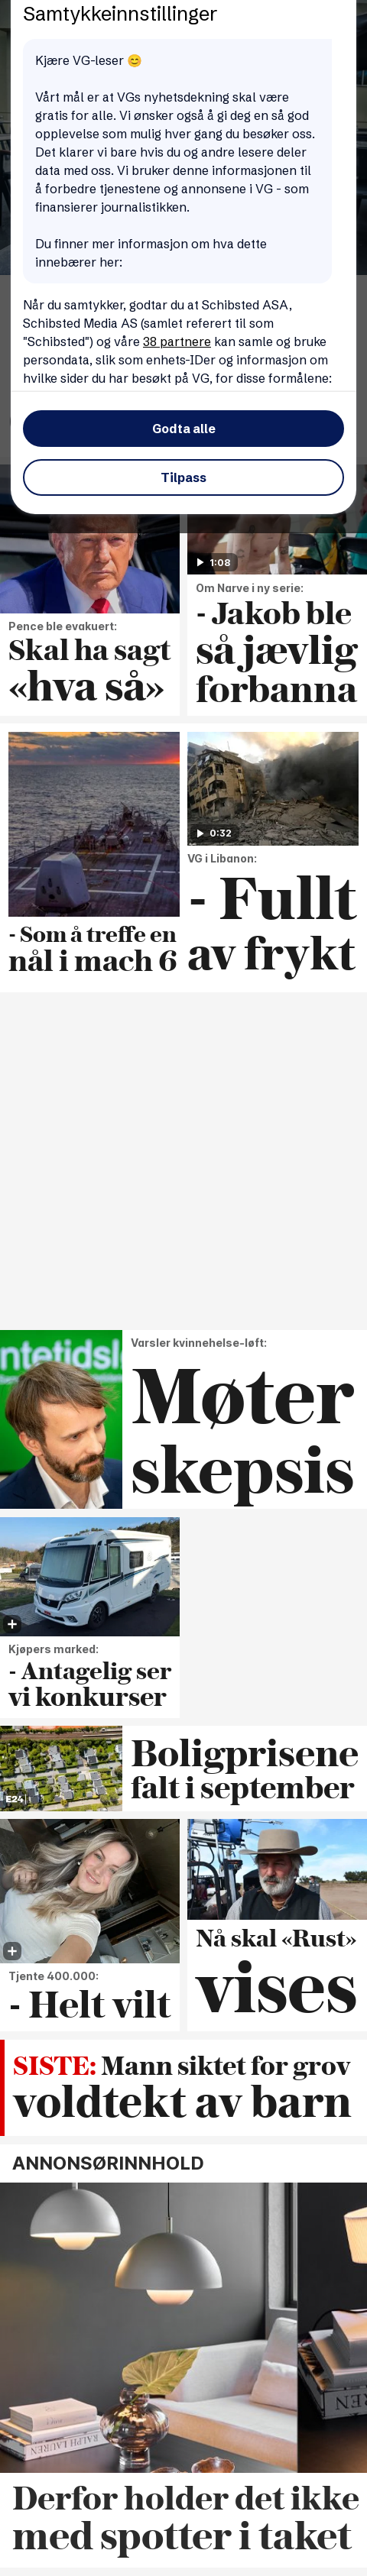 Samtykkeinnstillinger
Kjære VG-leser 😊
Vårt mål er at VGs nyhetsdekning skal være
gratis for alle. Vi ønsker også å gi deg en så god
opplevelse som mulig hver gang du besøker oss.
Det klarer vi bare hvis du og andre lesere deler
data med oss. Vi bruker denne informasjonen til
å forbedre tjenestene og annonsene i VG - som
finansierer journalistikken.
Du finner mer informasjon om hva dette
innebærer her:
Når du samtykker, godtar du at Schibsted ASA,
Schibsted Media AS (samlet referert til som
"Schibsted") og våre 38 partnere kan samle og bruke
persondata, slik som enhets-IDer og informasjon om
hvilke sider du har besøkt på VG, for disse formålene:
Godta alle
Tilpass
Pence ble evakuert:
Skal ha sagt
«hva så»
1:08
Om Narve i ny serie:
- Jakob ble
så jævlig
forbanna
- Som å treffe en
nål i mach 6
0:32
VG i Libanon:
- Fullt
av frykt
ntetidsl
Varsler kvinnehelse-løft:
Møter
skepsis
Kjøpers marked:
- Antagelig ser
vi konkurser
E24
Boligprisene
falt i september
Tjente 400.000:
- Helt vilt
Nå skal «Rust»
vises
SISTE: Mann siktet for grov
voldtekt av barn
ANNONSØRINNHOLD
RALPH LAUREN
Derfor holder det ikke
med spotter i taket